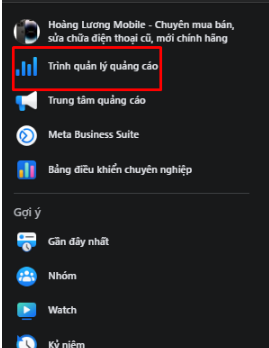 Hoàng Lương Mobile - Chuyên mua bán,
sửa chữa điện thoại cũ, mới chính hãng
Trình quản lý quảng cáo
Trung tâm quảng cáo
Meta Business Suite
Bảng điều khiển chuyên nghiệp
Gợi ý
Gần đây nhất
Nhóm
Watch
Kỷ niệm